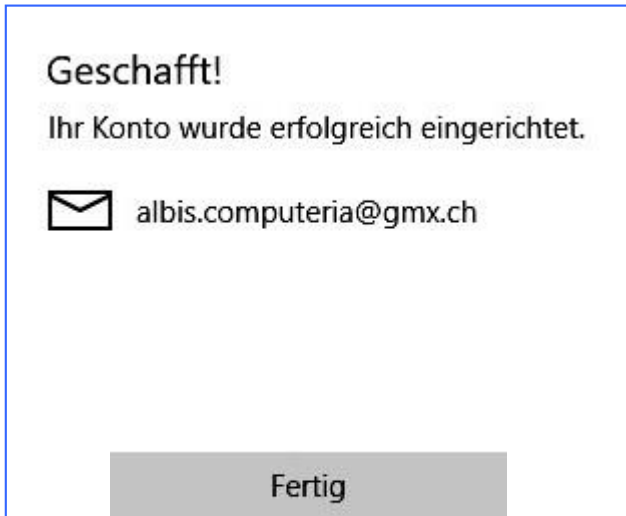 Geschafft!
Ihr Konto wurde erfolgreich eingerichtet.
albis.computeria@gmx.ch
Fertig